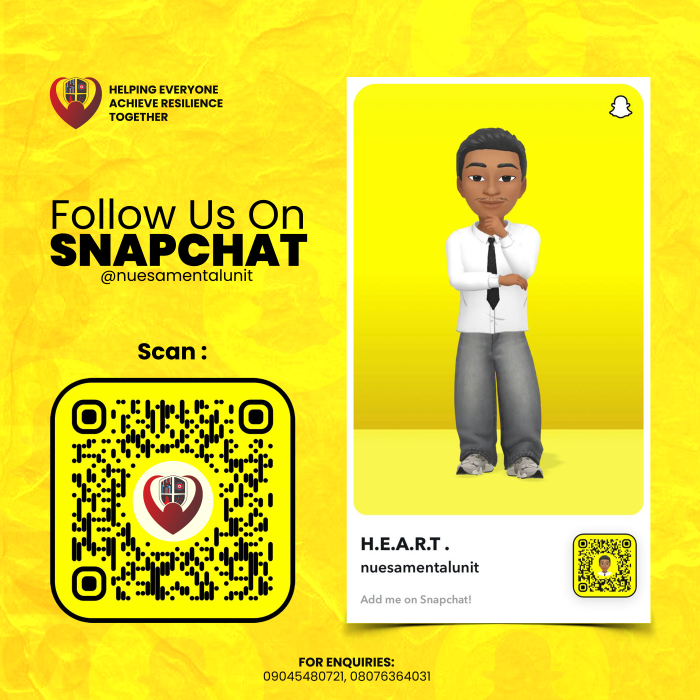 HELPING EVERYONE
ACHIEVE RESILIENCE
TOGETHER
Follow Us On
SNAPCHAT
@nuesamentalunit
Scan :
H.E.A.R.T .
nuesamentalunit
Add me on Snapchat!
FOR ENQUIRIES:
09045480721, 08076364031